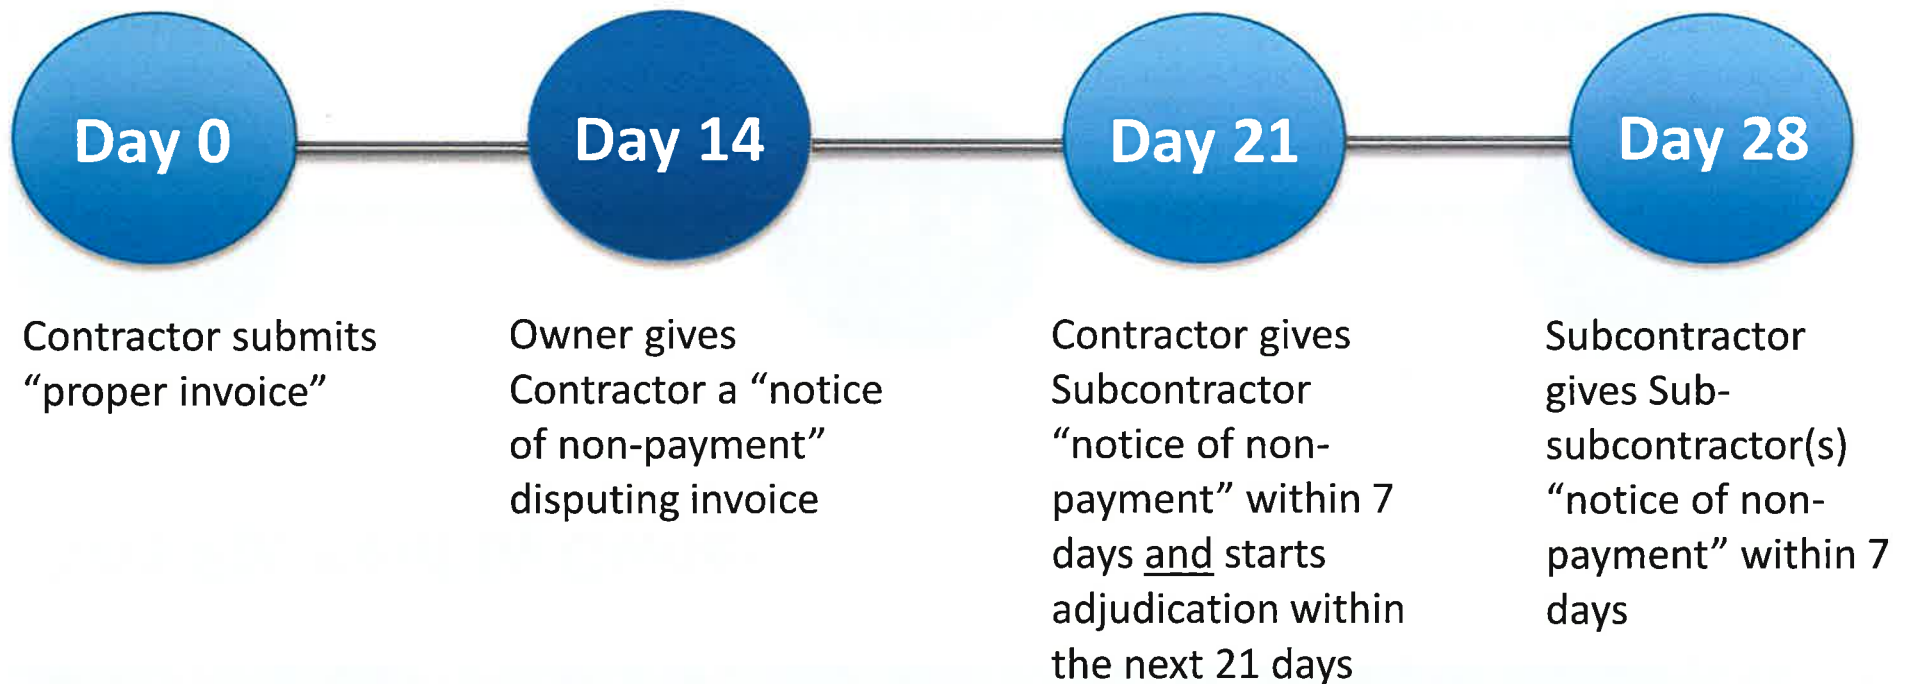 Day 0
Day 14
Day 21
Day 28
Contractor submits
“proper invoice”
Owner gives
Contractor a “notice
of non-payment”
disputing invoice
Contractor gives
Subcontractor
“notice of non-
payment” within 7
days and starts
adjudication within
the next 21 days
Subcontractor
gives Sub-
subcontractor(s)
“notice of non-
payment” within 7
days